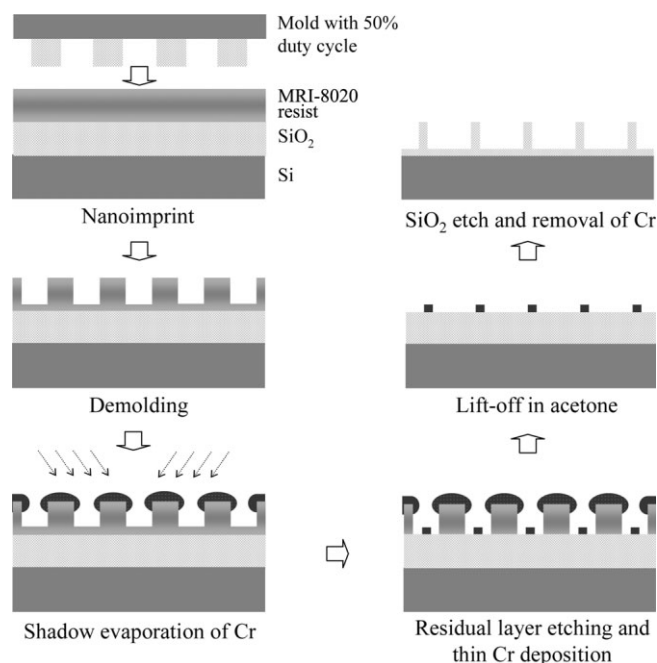 Mold with 50%
duty cycle
MRI-8020
resist
SiO₂
Si
Nanoimprint
Demolding
Shadow evaporation of Cr
Residual layer etching and
thin Cr deposition
Lift-off in acetone
SiO₂ etch and removal of Cr